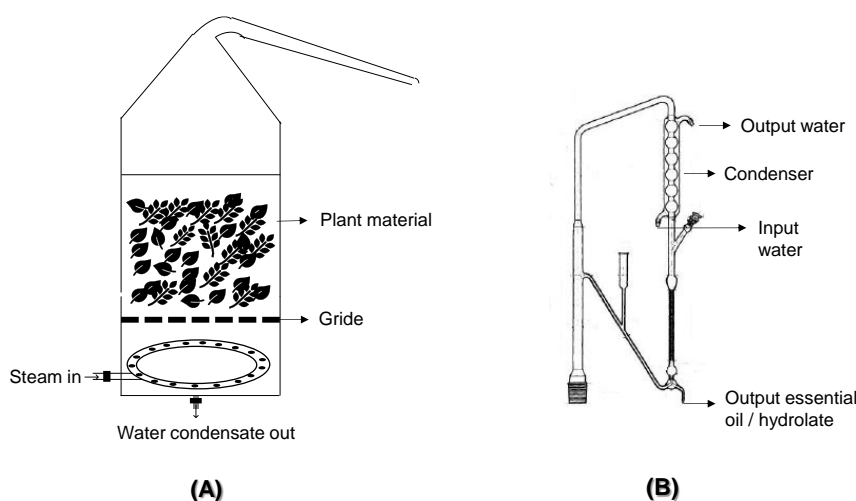 Plant material
Gride
Steam in
Water condensate out
(A)
Output water
Condenser
Input
water
Output essential
oil / hydrolate
(B)